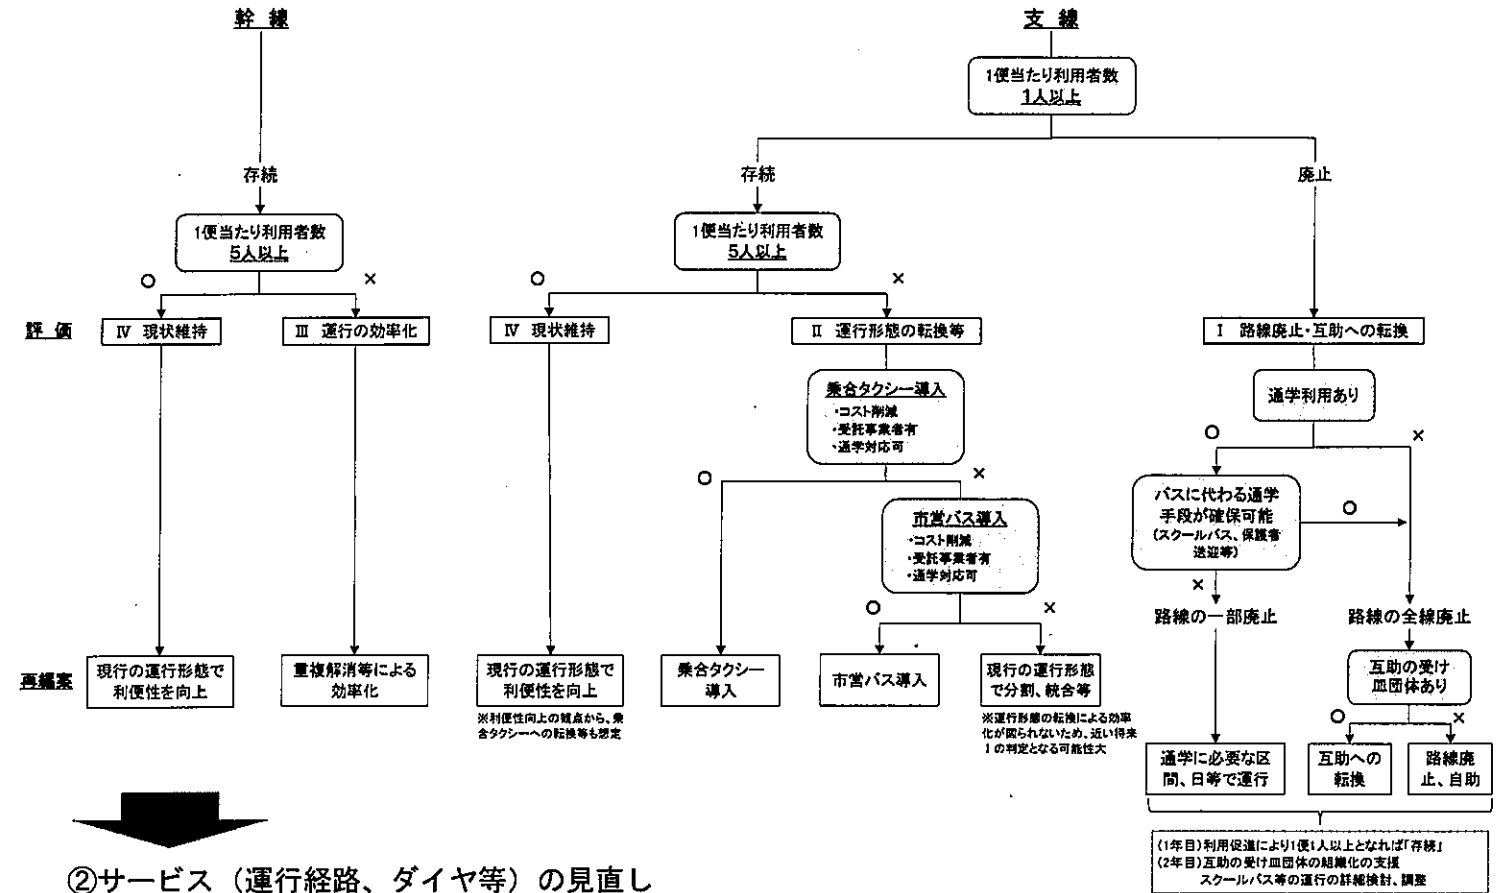 幹 線
支 線
1便当たり利用者数
1人以上
存続
存続
廃止
1便当たり利用者数
5人以上
1便当たり利用者数
5人以上
○
×
○
×
評 価
Ⅳ 現状維持
Ⅲ 運行の効率化
Ⅳ 現状維持
Ⅱ 運行形態の転換等
Ⅰ 路線廃止・互助への転換
乗合タクシー導入
・コスト削減
・受託事業者有
・通学対応可
通学利用あり
○
×
○
×
バスに代わる通学
手段が確保可能
(スクールバス、保護者
送迎等)
○
市営バス導入
・コスト削減
・受託事業者有
・通学対応可
×
○
×
路線の一部廃止
路線の全線廃止
再編案
現行の運行形態で
利便性を向上
重複解消等による
効率化
現行の運行形態で
利便性を向上
※利便性向上の観点から、乗
合タクシーへの転換等も想定
乗合タクシー
導入
市営バス導入
現行の運行形態
で分割、統合等
※運行形態の転換による効率
化が図られないため、近い将来
1の判定となる可能性大
互助の受け
皿団体あり
○
×
通学に必要な区
間、日等で運行
互助への
転換
路線廃
止、自助
(1年目)利用促進により1便1人以上となれば「存続」
(2年目)互助の受け皿団体の組織化の支援
スクールバス等の運行の詳細検討、調整
②サービス(運行経路、ダイヤ等)の見直し